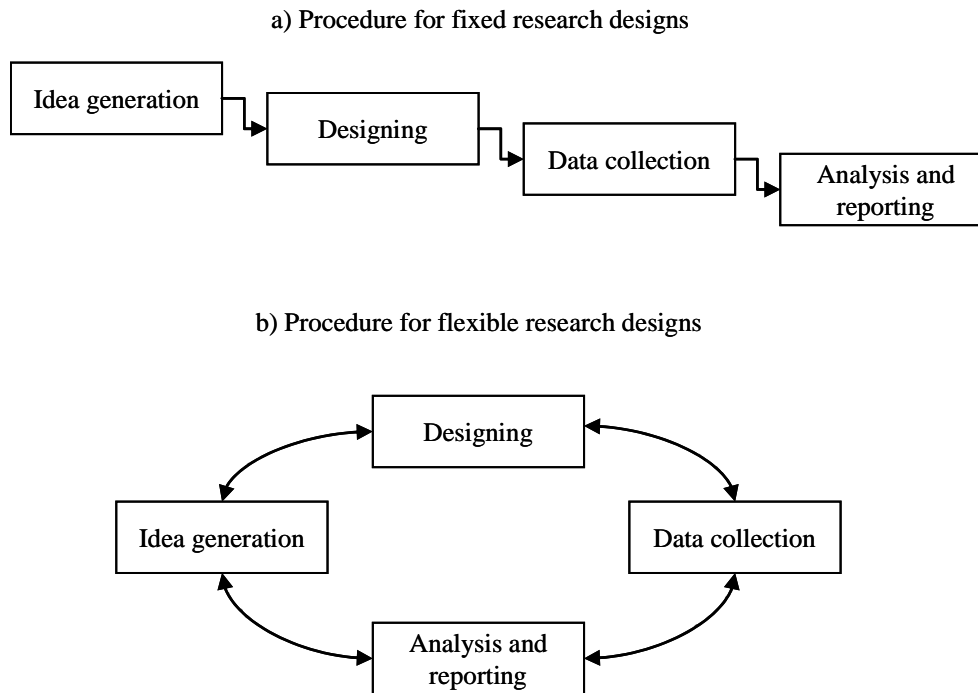 a) Procedure for fixed research designs
Idea generation
Designing
Data collection
Analysis and
reporting
b) Procedure for flexible research designs
Designing
Idea generation
Data collection
Analysis and
reporting